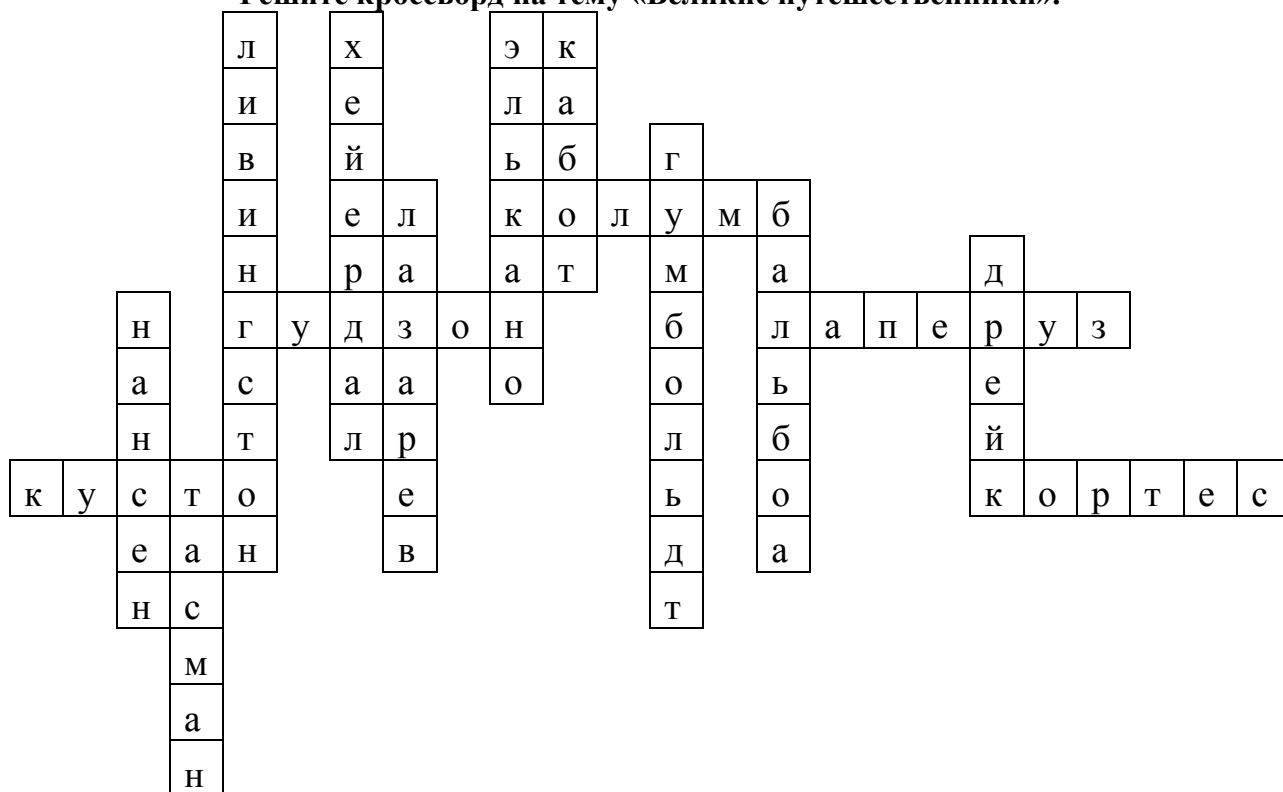 Решите кроссворд на тему «Великие путешественники».
л х э к
и е л а
в й ь б г
и е л к о л у м б
н р а а т м а д
н г у д з о н б л а п е р у з
а с а а о о ь е
н т л р л б й
к у с т о н е ь о к о р т е с
е а н в д а
н с т
м
а
н